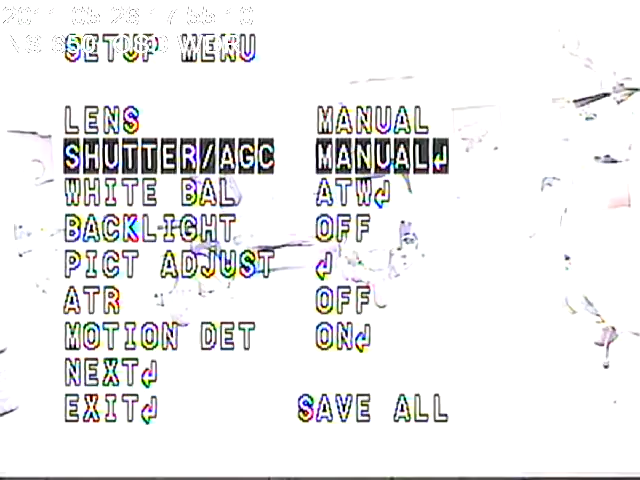 SETUP MENU
LENS MANUAL
SHUTTER/AGC MANUAL↲
WHITE BAL ATW↲
BACKLIGHT OFF
PICT ADJUST ↲
ATR OFF
MOTION DET ON↲
NEXT↲
EXIT↲ SAVE ALL